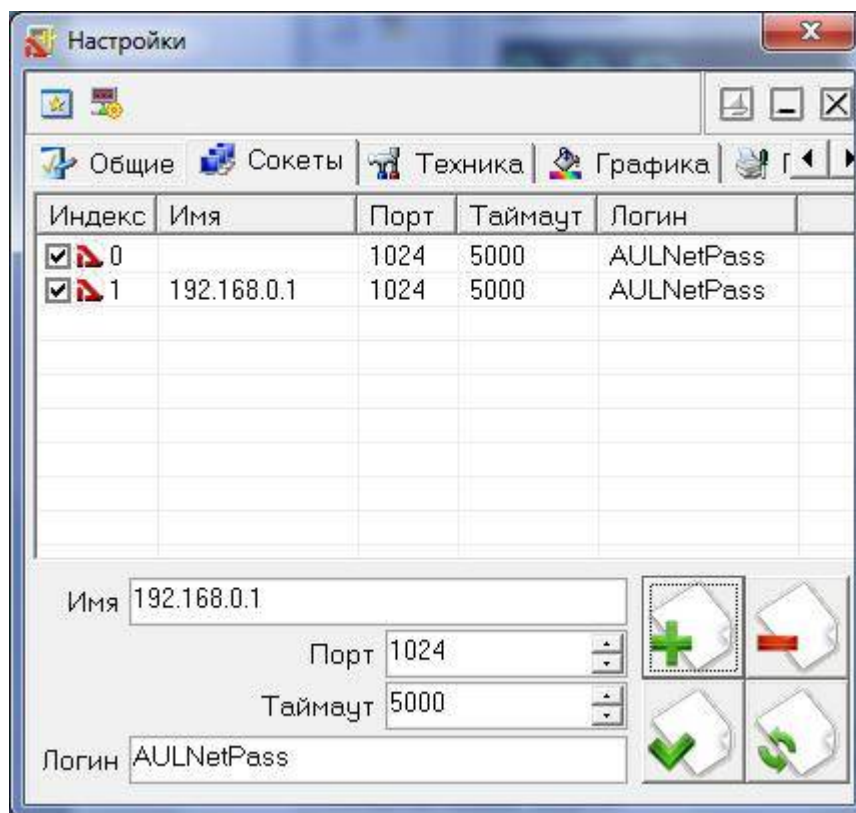 Настройки
Общие Сокеты Техника Графика
Индекс Имя Порт Таймаут Логин
0 1024 5000 AULNetPass
1 192.168.0.1 1024 5000 AULNetPass
Имя 192.168.0.1
Порт 1024
Таймаут 5000
Логин AULNetPass